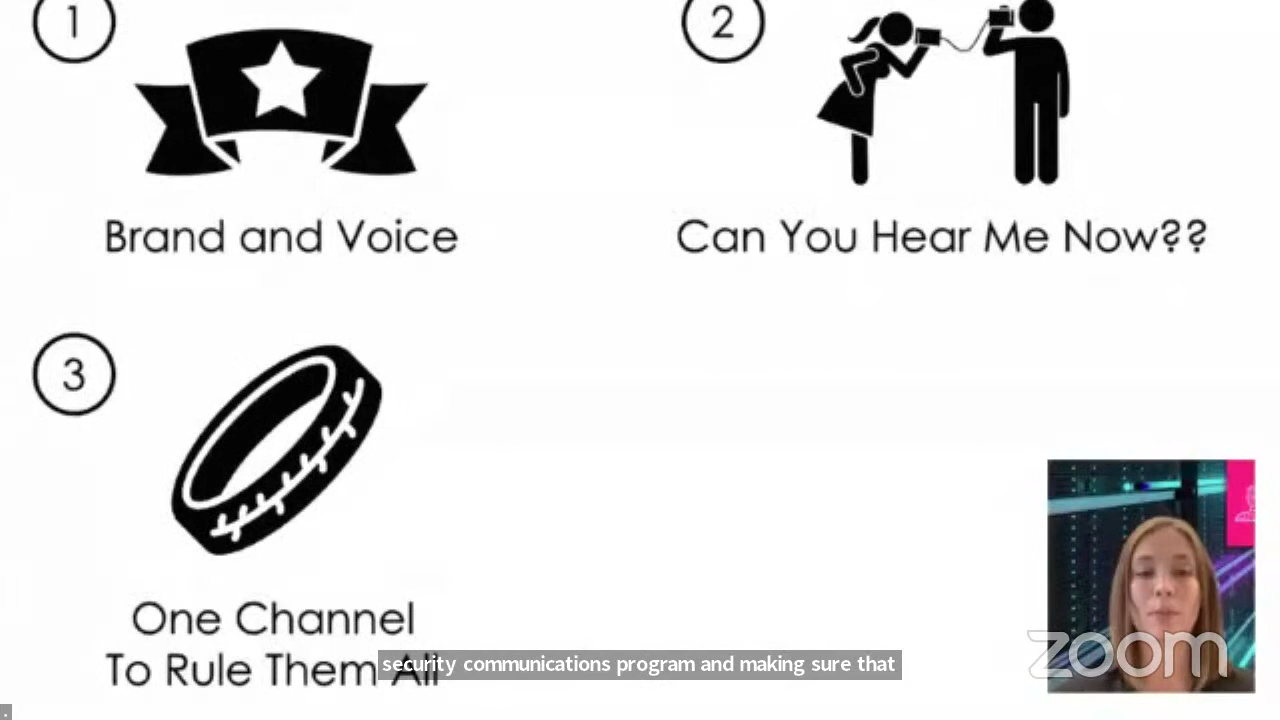 1
2
Brand and Voice
Can You Hear Me Now??
3
One Channel
To Rule Them All
security communications program and making sure that
zoom
.